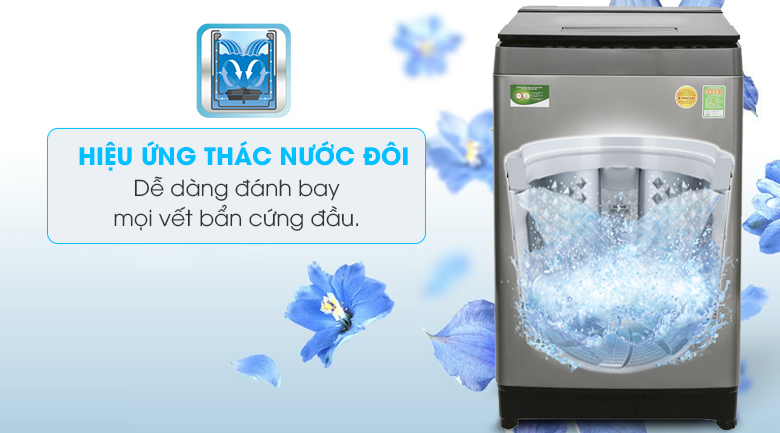 HIỆU ỨNG THÁC NƯỚC ĐÔI
Dễ dàng đánh bay
mọi vết bẩn cứng đầu.